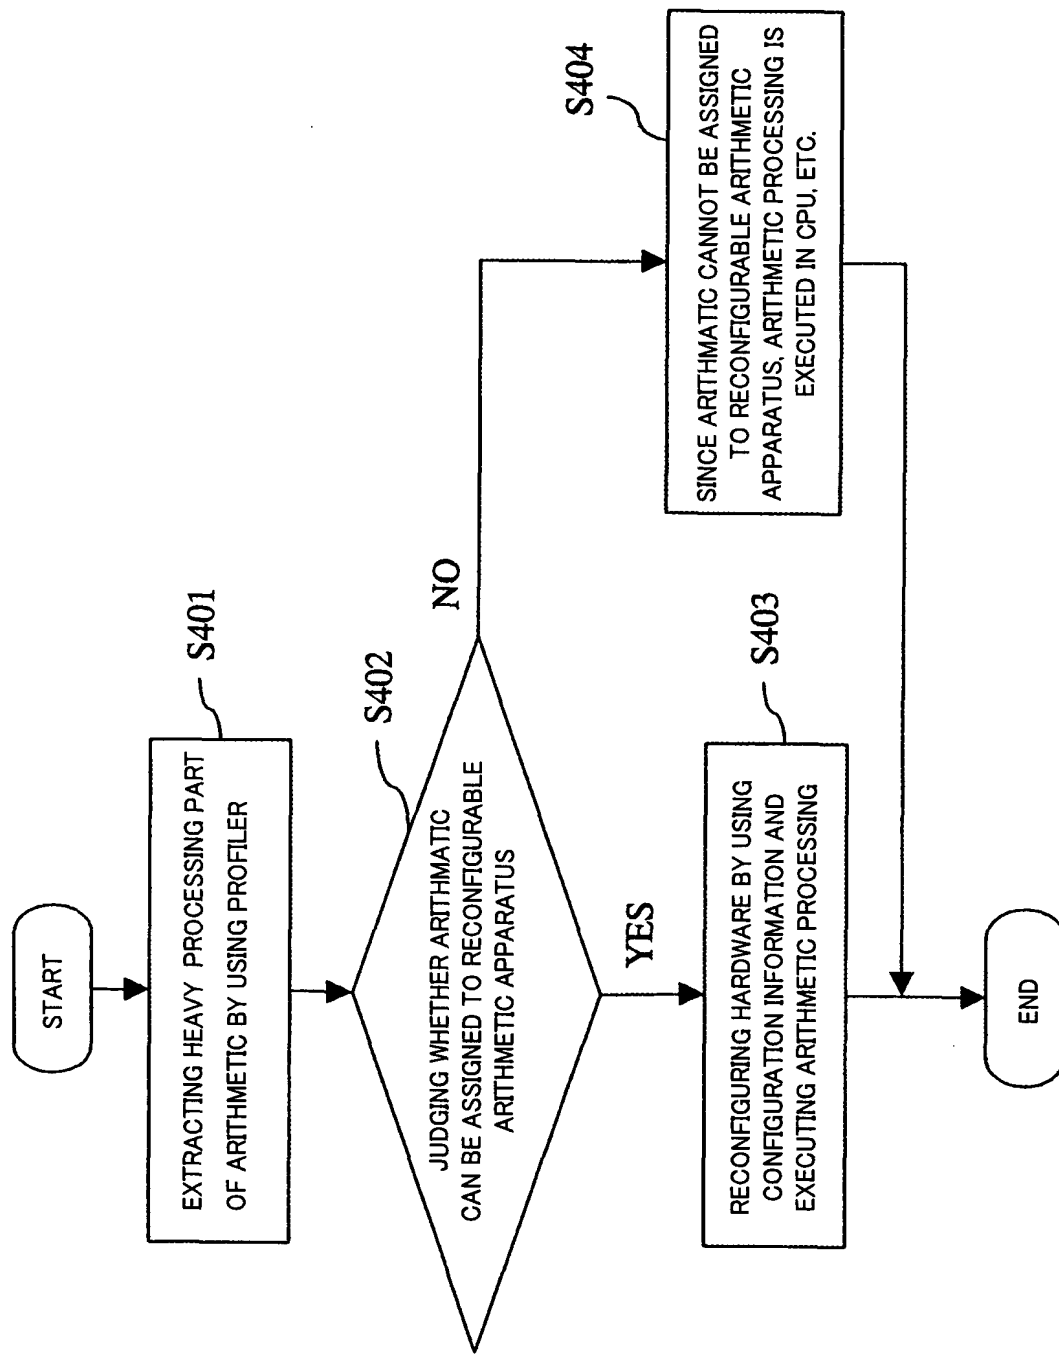 START
EXTRACTING HEAVY PROCESSING PART
OF ARITHMETIC BY USING PROFILER
S401
JUDGING WHETHER ARITHMATIC
CAN BE ASSIGNED TO RECONFIGURABLE
ARITHMETIC APPARATUS
S402
NO
YES
RECONFIGURING HARDWARE BY USING
CONFIGURATION INFORMATION AND
EXECUTING ARITHMETIC PROCESSING
S403
SINCE ARITHMATIC CANNOT BE ASSIGNED
TO RECONFIGURABLE ARITHMETIC
APPARATUS, ARITHMETIC PROCESSING IS
EXECUTED IN CPU, ETC.
S404
END